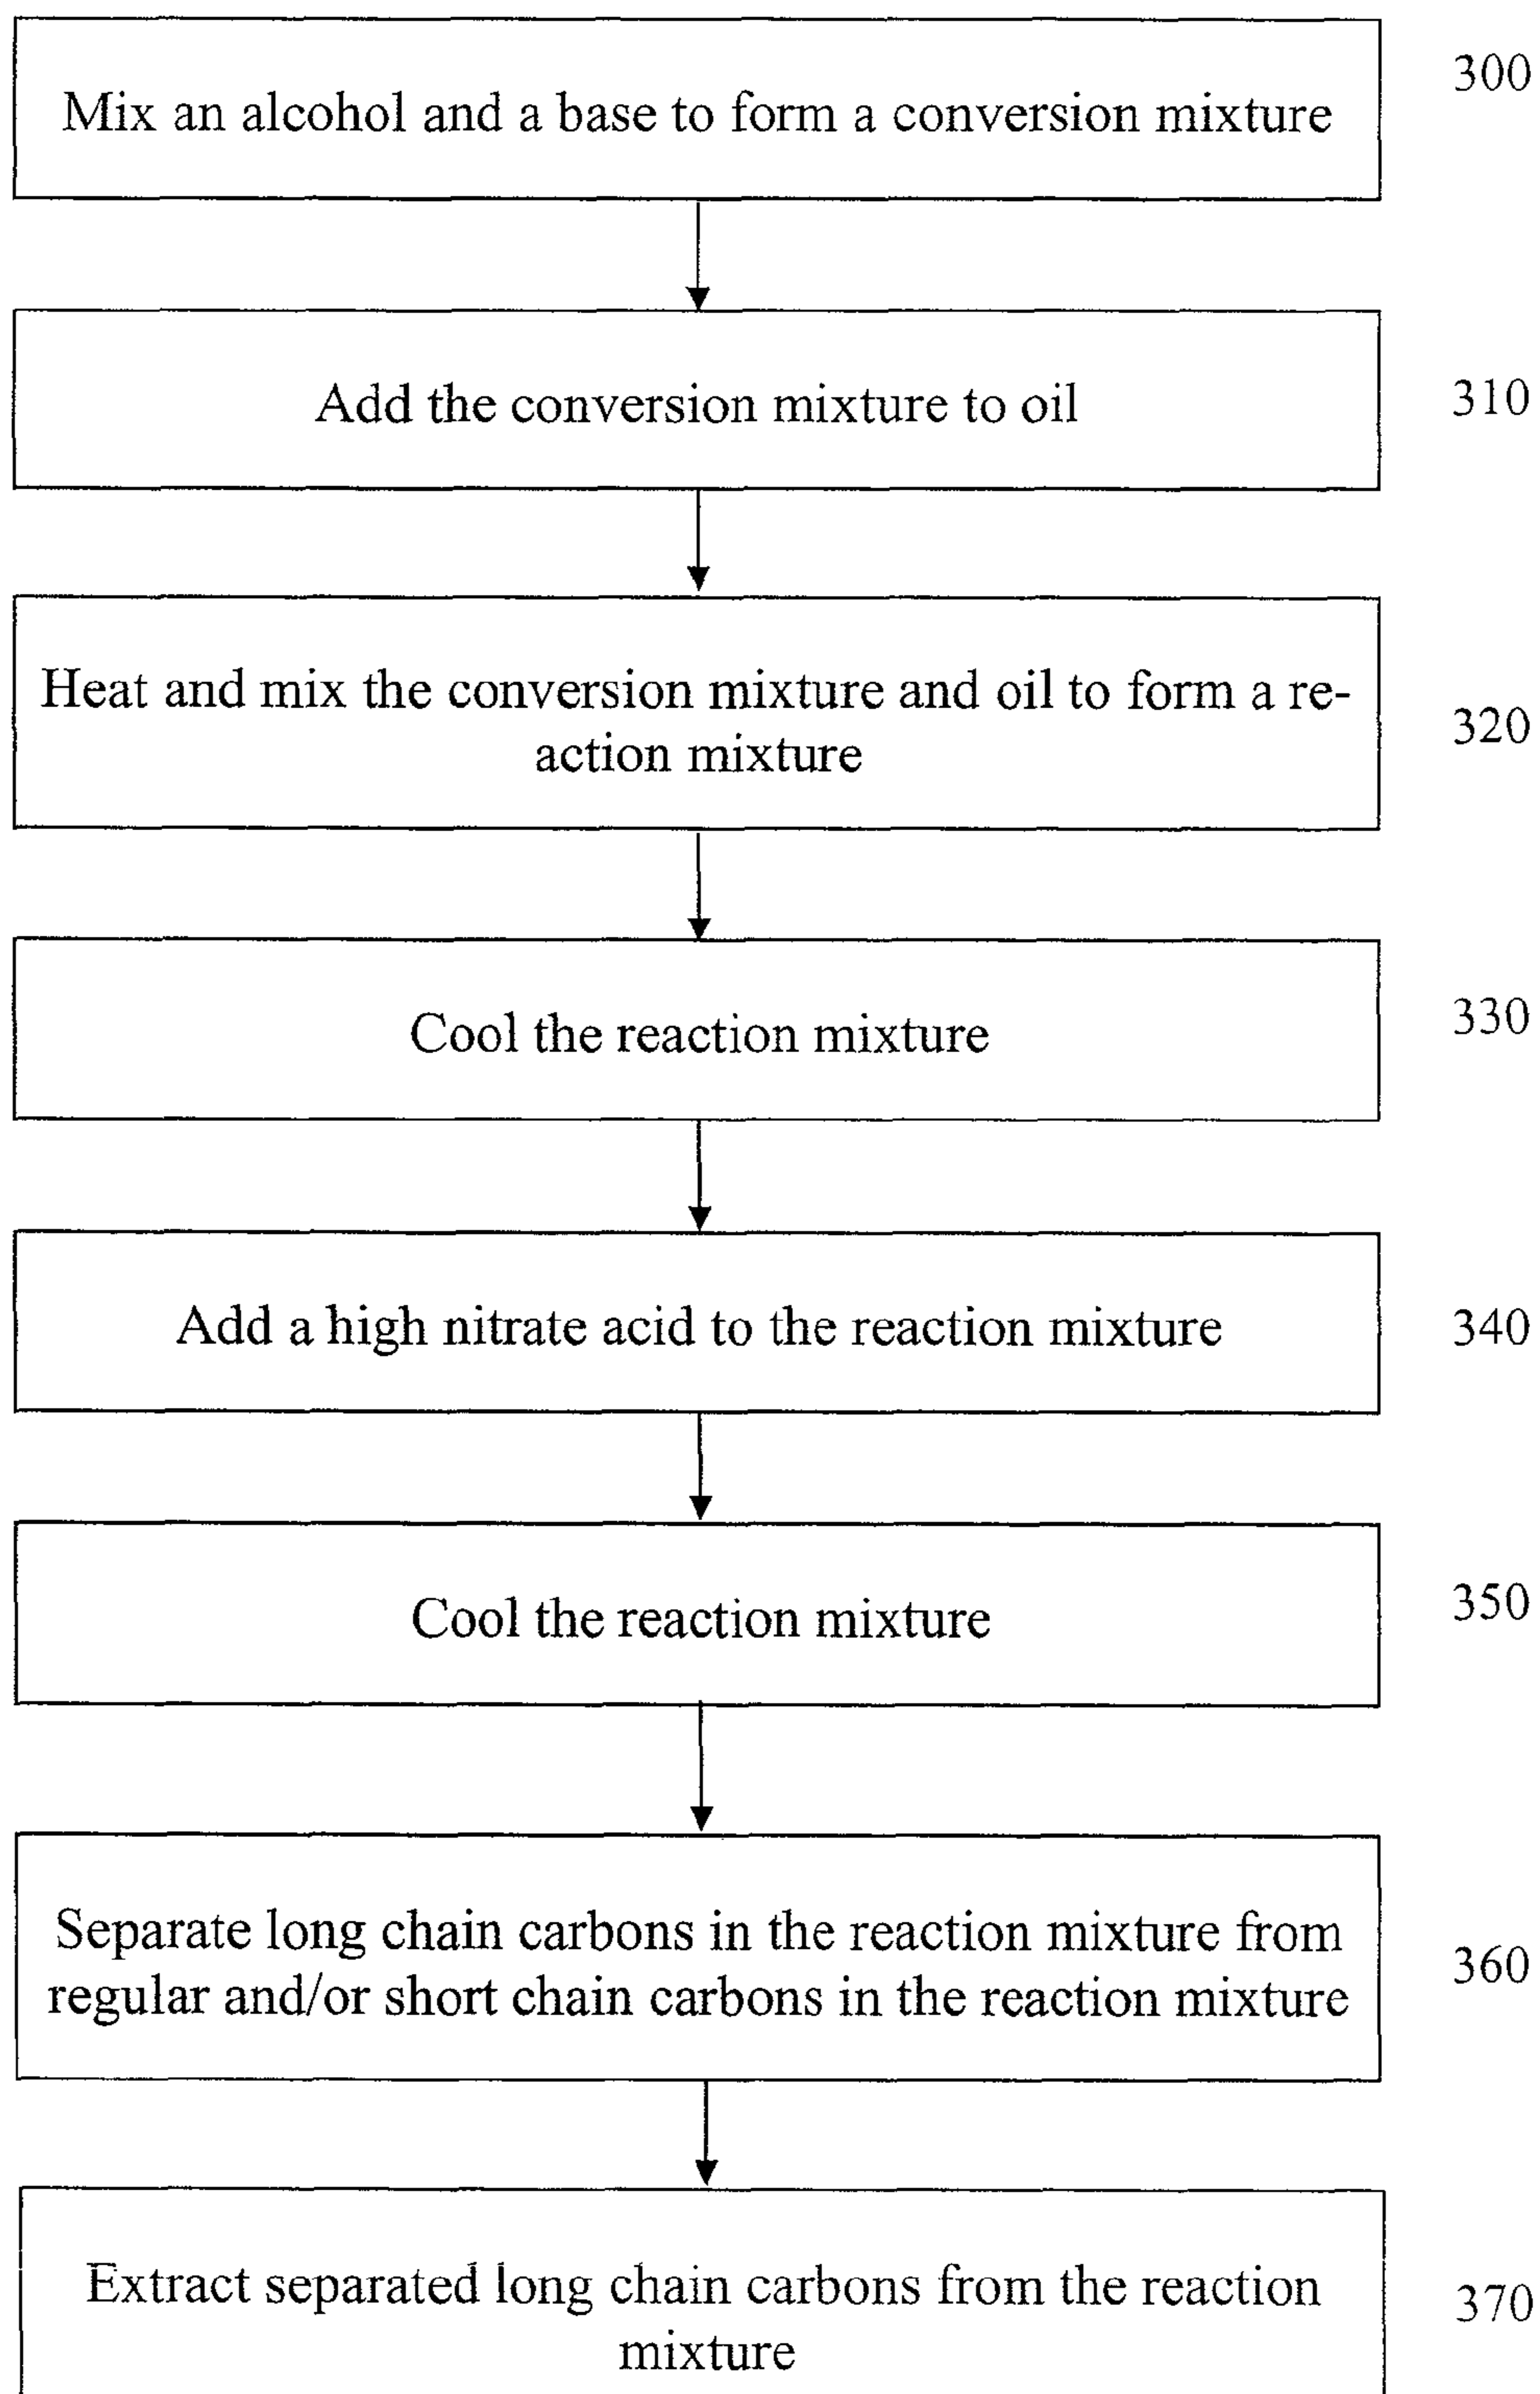 300
Mix an alcohol and a base to form a conversion mixture
310
Add the conversion mixture to oil
Heat and mix the conversion mixture and oil to form a re-
320
action mixture
330
Cool the reaction mixture
Add a high nitrate acid to the reaction mixture
340
350
Cool the reaction mixture
Separate long chain carbons in the reaction mixture from
360
regular and/or short chain carbons in the reaction mixture
Extract separated long chain carbons from the reaction
370
mixture